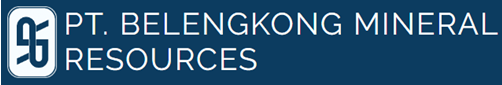 PT. BELENGKONG MINERAL
RESOURCES